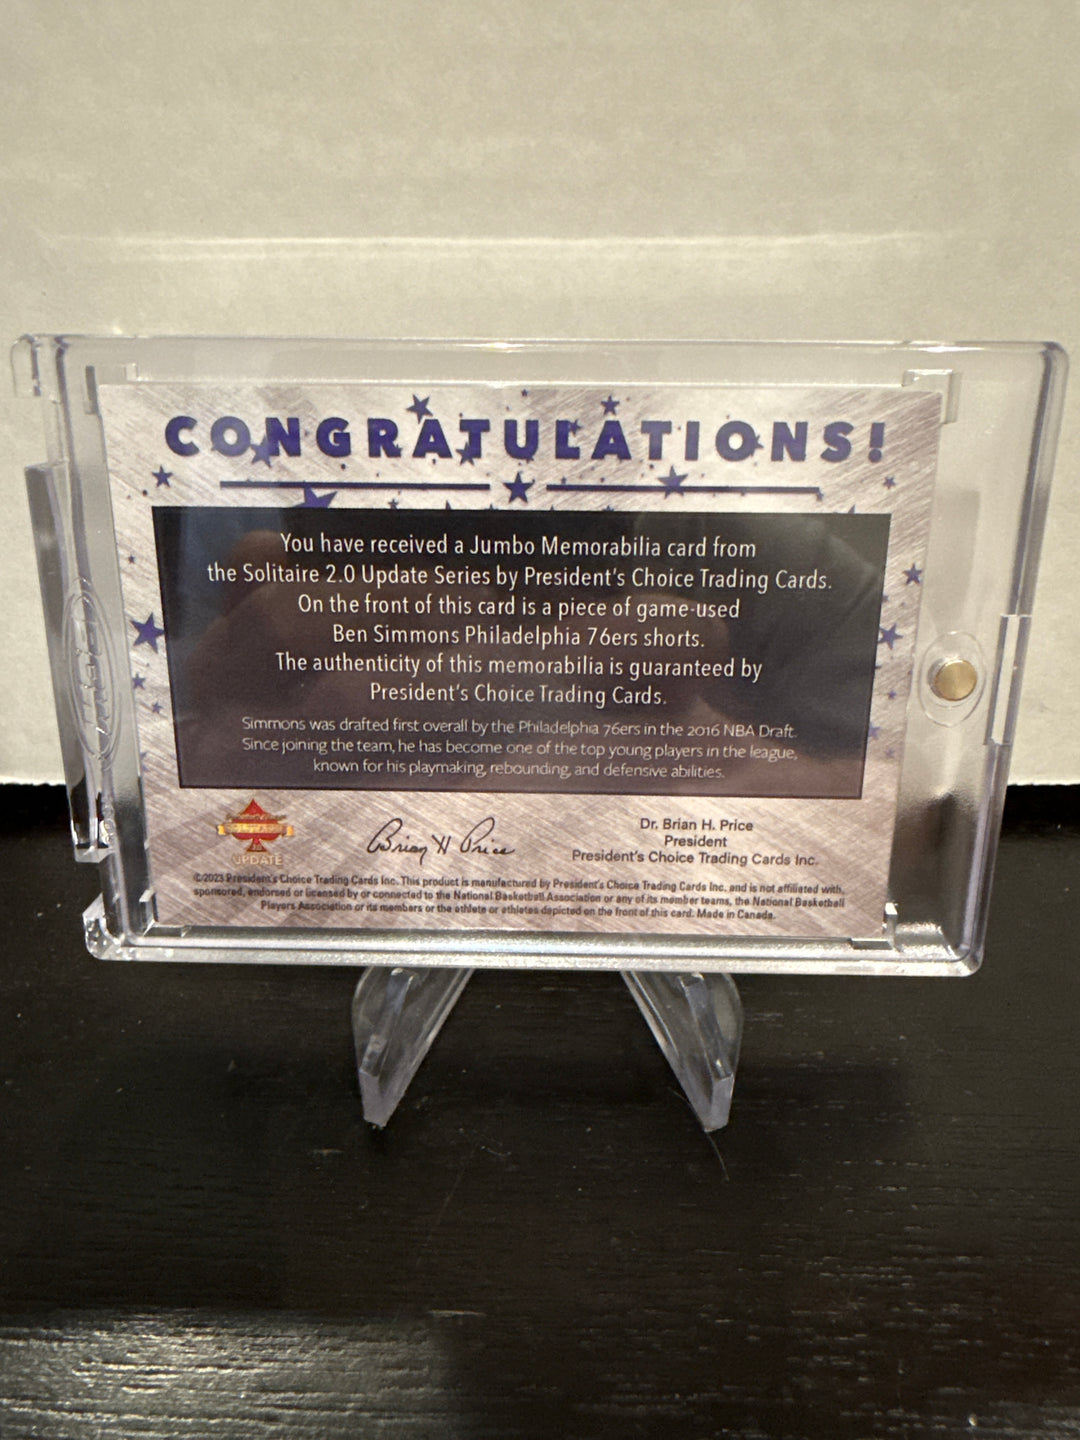 CONGRATULATIONS!
You have received a Jumbo Memorabilia card from
the Solitaire 2.0 Update Series by President's Choice Trading Cards.
On the front of this card is a piece of game-used
Ben Simmons Philadelphia 76ers shorts.
The authenticity of this memorabilia is guaranteed by
President's Choice Trading Cards.
Simmons was drafted first overall by the Philadelphia 76ers in the 2016 NBA Draft.
Since joining the team, he has become one of the top young players in the league,
known for his playmaking, rebounding, and defensive abilities.
SOLITAIRE
UPDATE
Brian H Price
Dr. Brian H. Price
President
President's Choice Trading Cards Inc.
©2023 President's Choice Trading Cards Inc. This product is manufactured by President's Choice Trading Cards Inc. and is not affiliated with,
sponsored, endorsed or licensed by or connected to the National Basketball Association or any of its member teams, the National Basketball
Players Association or its members or the athlete or athletes depicted on the front of this card. Made in Canada.